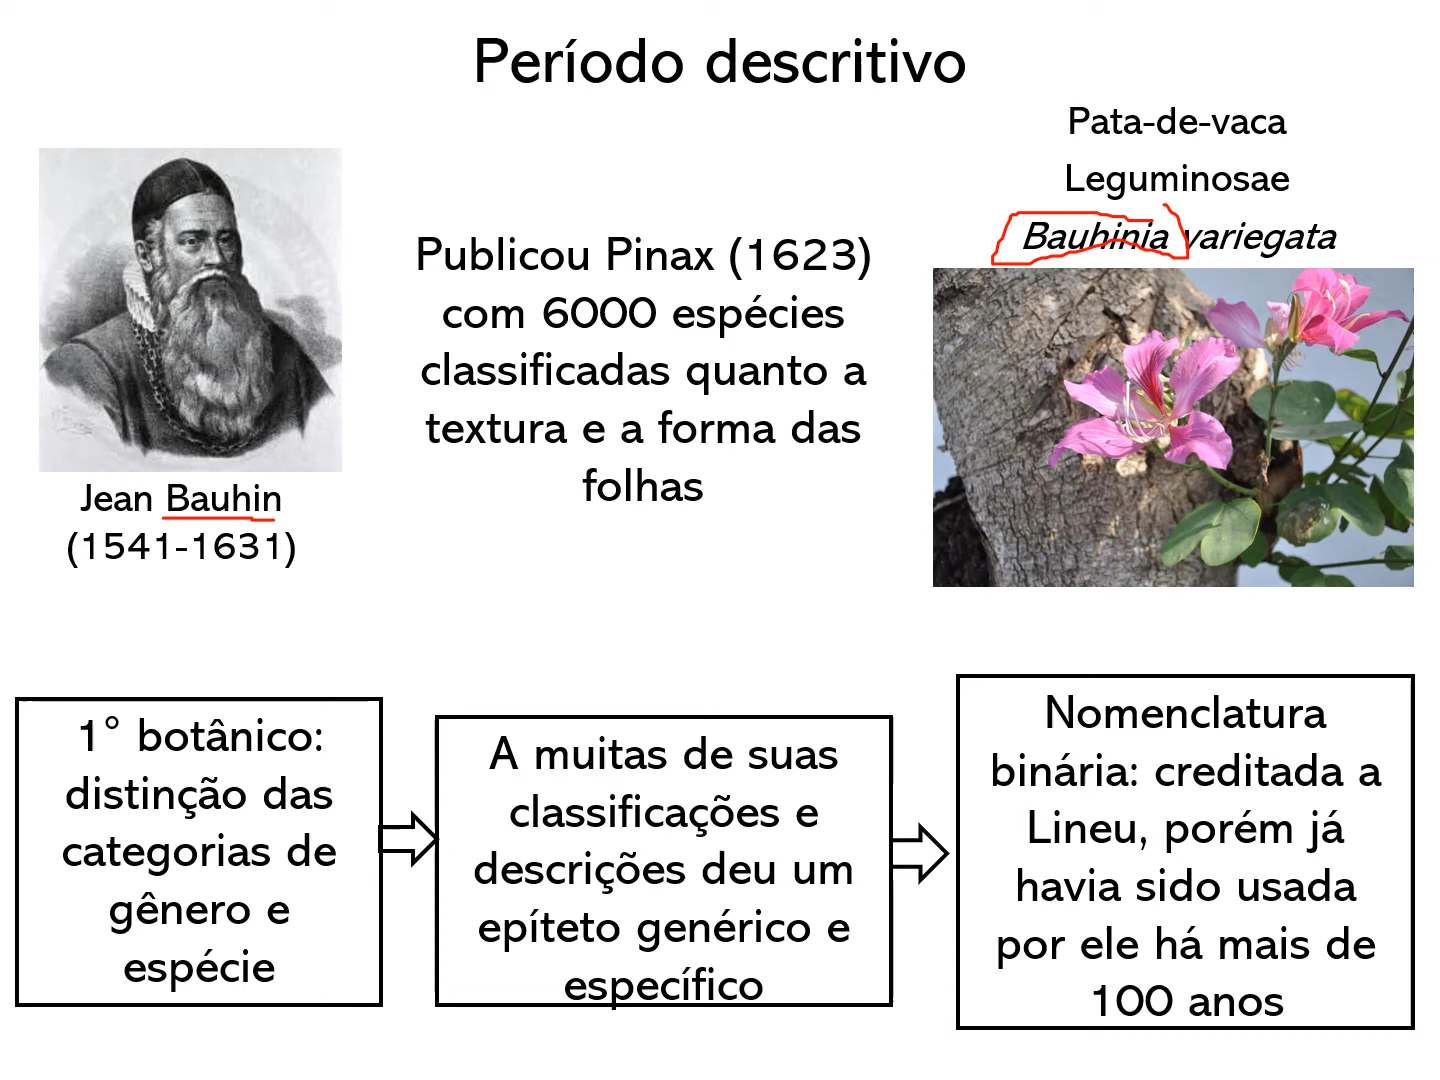 Período descritivo
Pata-de-vaca
Leguminosae
Bauhinia variegata
Publicou Pinax (1623)
com 6000 espécies
classificadas quanto a
textura e a forma das
folhas
Jean Bauhin
(1541-1631)
1° botânico:
distinção das
categorias de
gênero e
espécie
A muitas de suas
classificações e
descrições deu um
epíteto genérico e
específico
Nomenclatura
binária: creditada a
Lineu, porém já
havia sido usada
por ele há mais de
100 anos